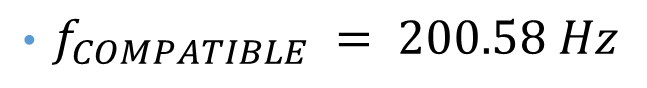 • f_COMPATIBLE = 200.58 Hz